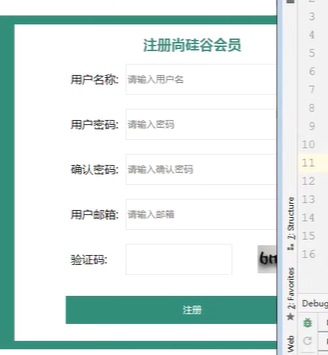 注册尚硅谷会员
用户名称: 请输入用户名
用户密码: 请输入密码
确认密码: 请输入确认密码
用户邮箱: 请输入邮箱
验证码:
注册
3
4
5
6
7
8
9
10
11
12
13
14
15
16
7: Structure
2: Favorites
Web
Debug